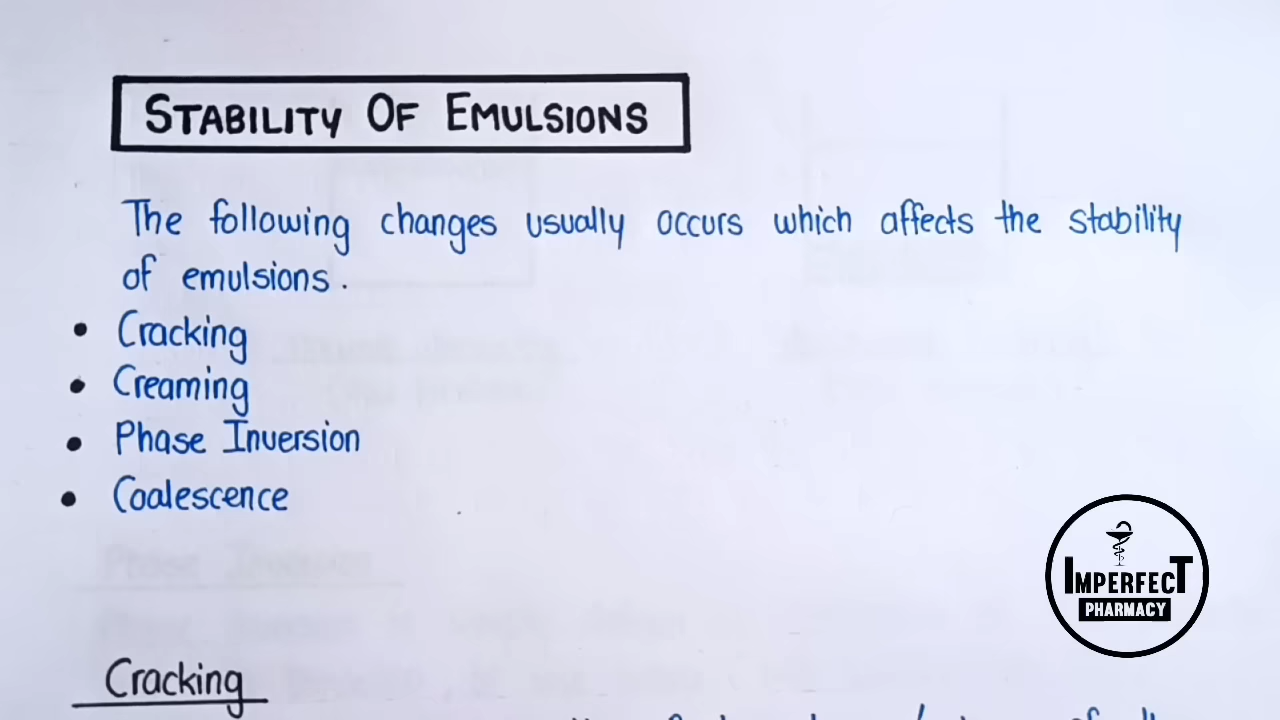 STABILITY OF EMULSIONS
The following changes usually occurs which affects the stability
of emulsions.
• Cracking
• Creaming
• Phase Inversion
• Coalescence
IMPERFECT
PHARMACY
Cracking